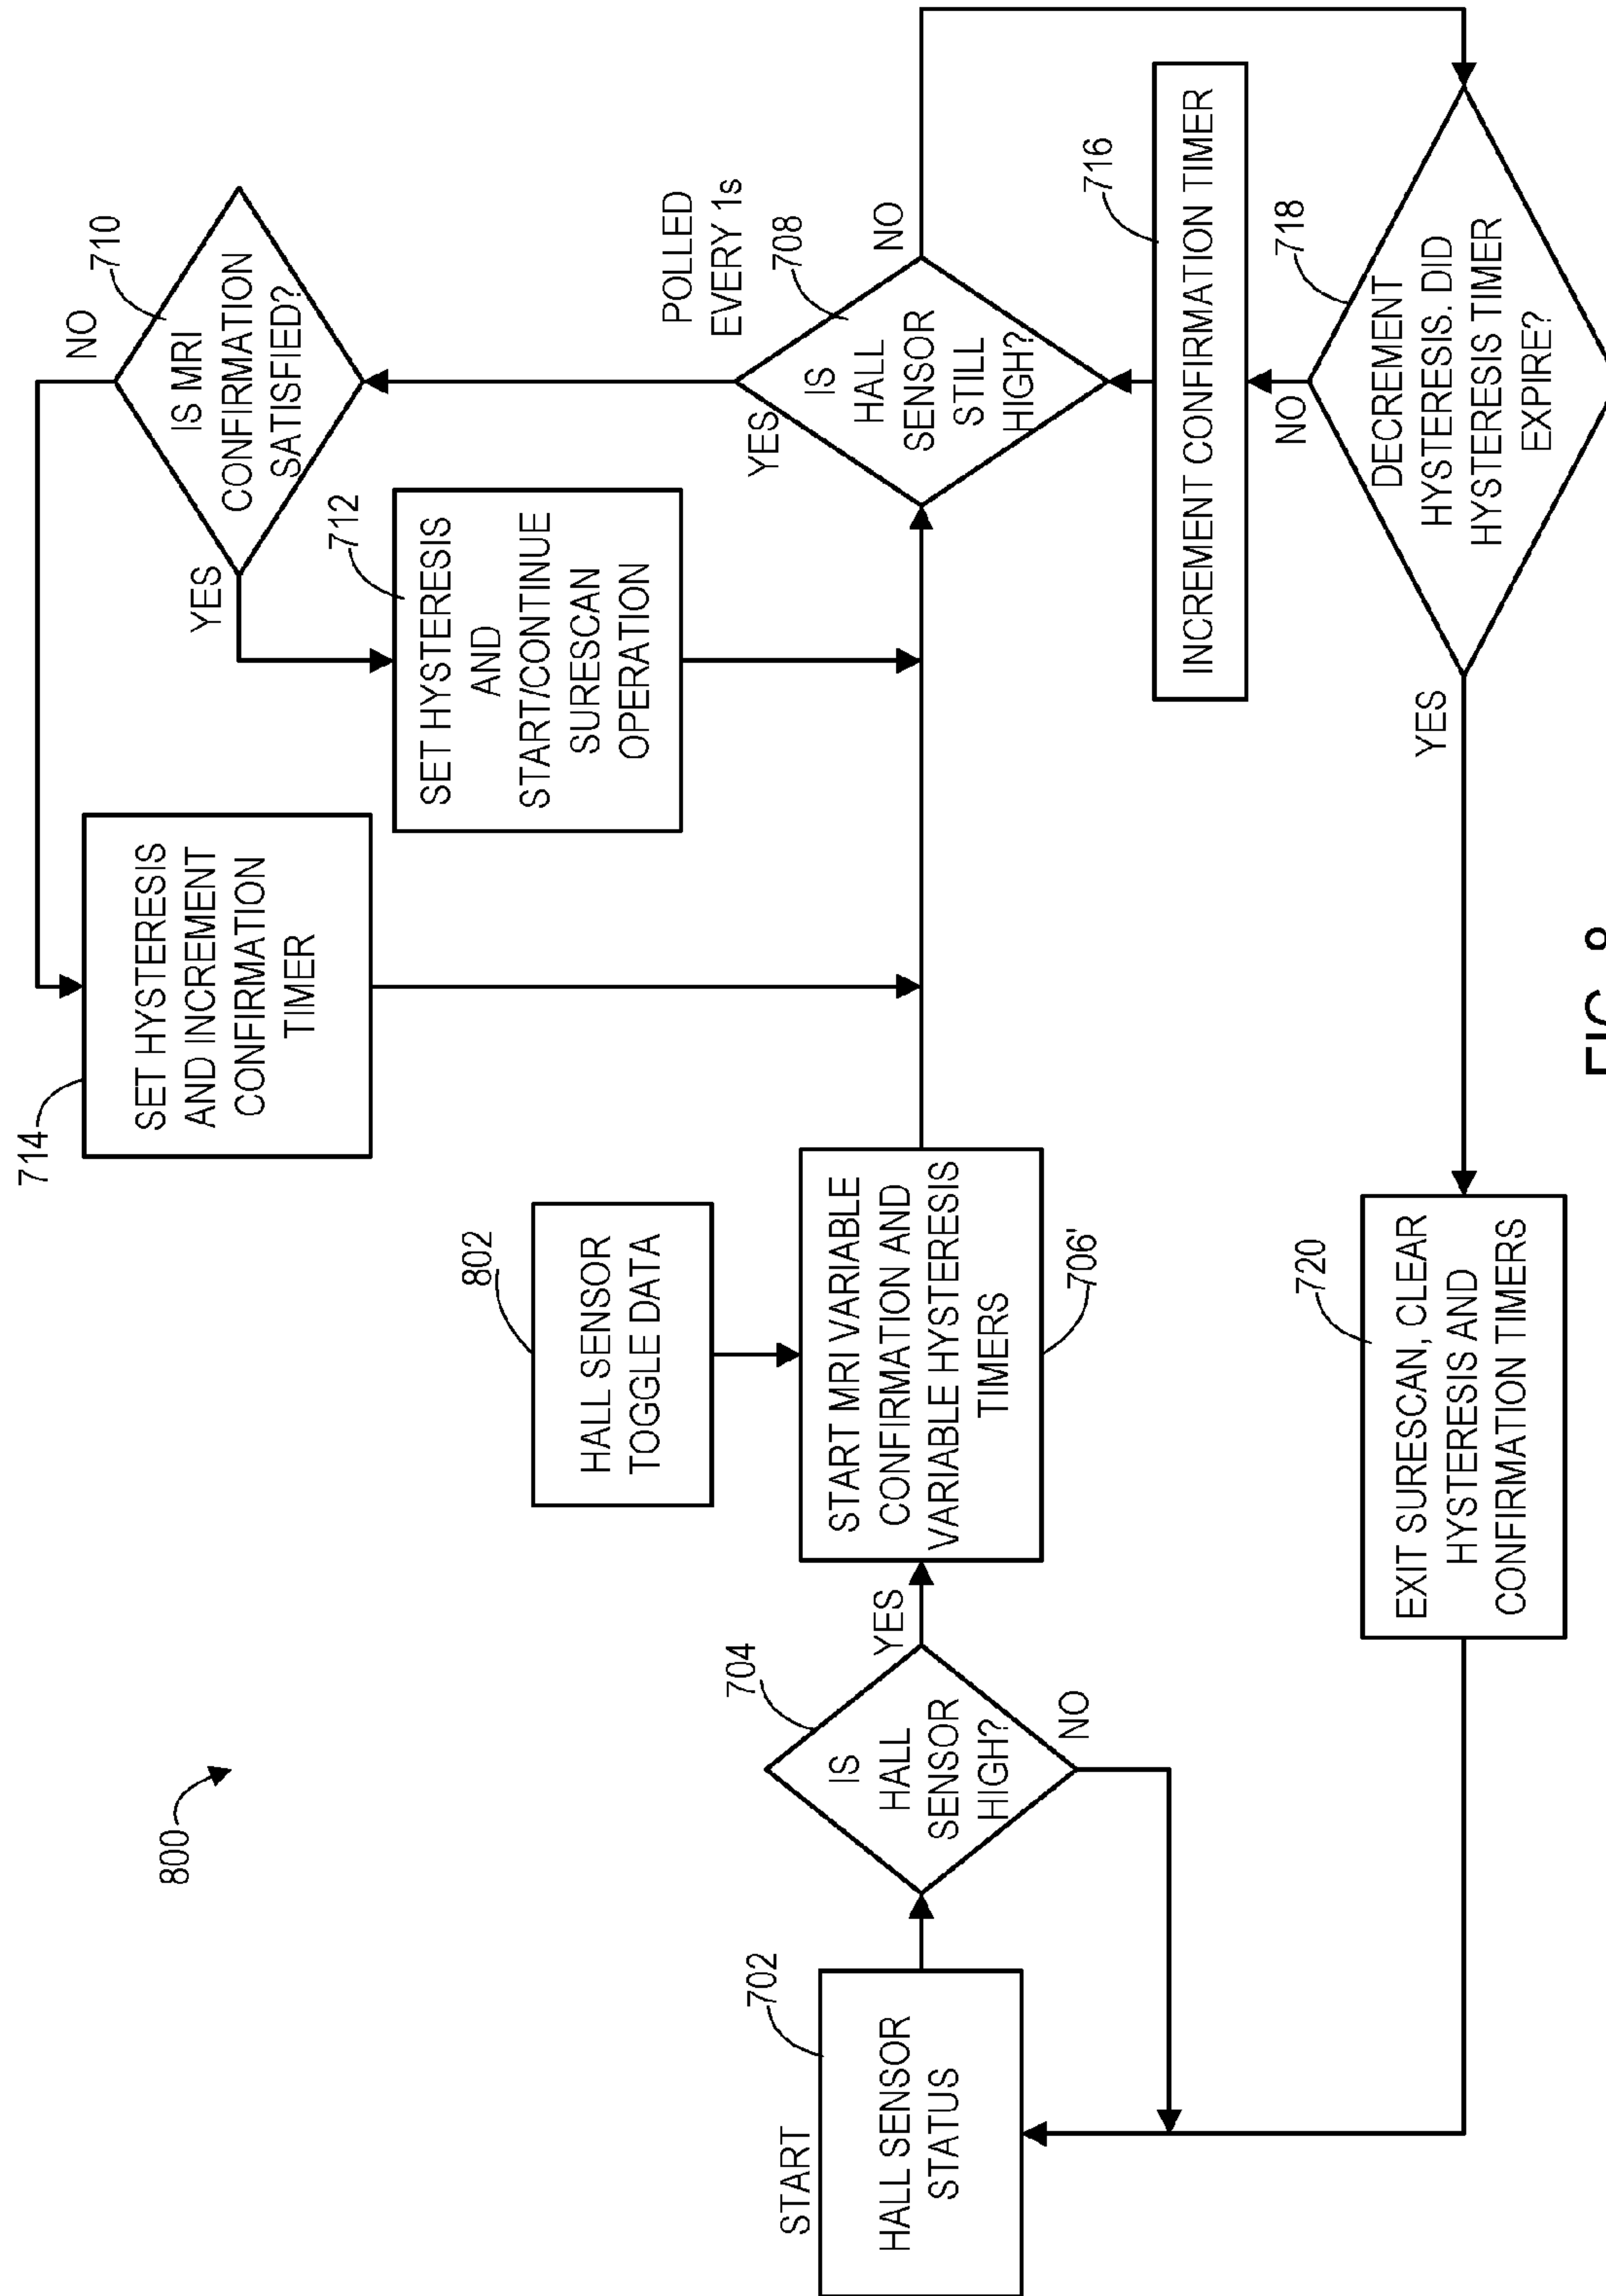 800
START
702
HALL SENSOR
STATUS
704
IS
HALL
SENSOR
HIGH?
YES
NO
802
HALL SENSOR
TOGGLE DATA
START MRI VARIABLE
CONFIRMATION AND
VARIABLE HYSTERESIS
TIMERS
706'
714
SET HYSTERESIS
AND INCREMENT
CONFIRMATION
TIMER
712
SET HYSTERESIS
AND
START/CONTINUE
SURESCAN
OPERATION
YES
NO
710
IS MRI
CONFIRMATION
SATISFIED?
POLLED
EVERY 1s
708
YES
IS
HALL
SENSOR
STILL
HIGH?
NO
716
INCREMENT CONFIRMATION TIMER
718
NO
DECREMENT
HYSTERESIS. DID
HYSTERESIS TIMER
EXPIRE?
YES
720
EXIT SURESCAN, CLEAR
HYSTERESIS AND
CONFIRMATION TIMERS